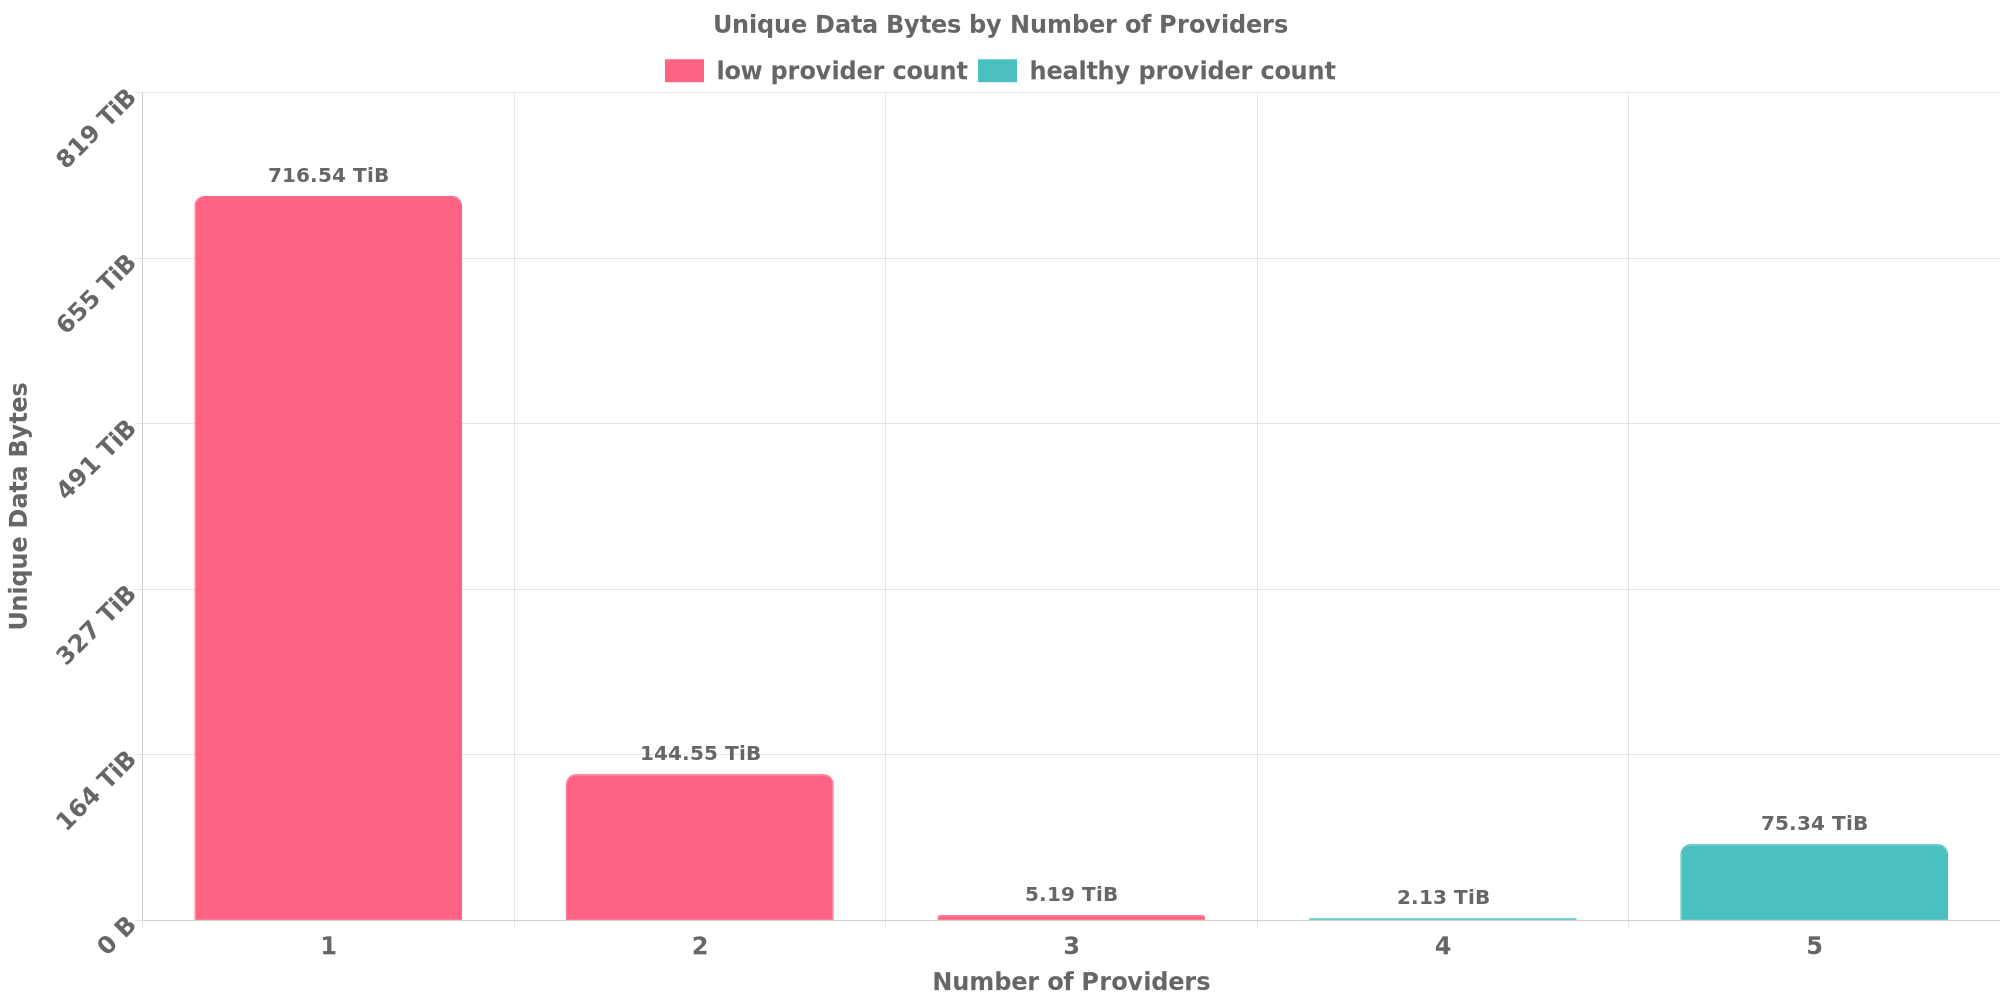 Unique Data Bytes by Number of Providers
low provider count healthy provider count
819 TiB
655 TiB
491 TiB
327 TiB
164 TiB
0 B
Unique Data Bytes
716.54 TiB
144.55 TiB
5.19 TiB
2.13 TiB
75.34 TiB
1 2 3 4 5
Number of Providers